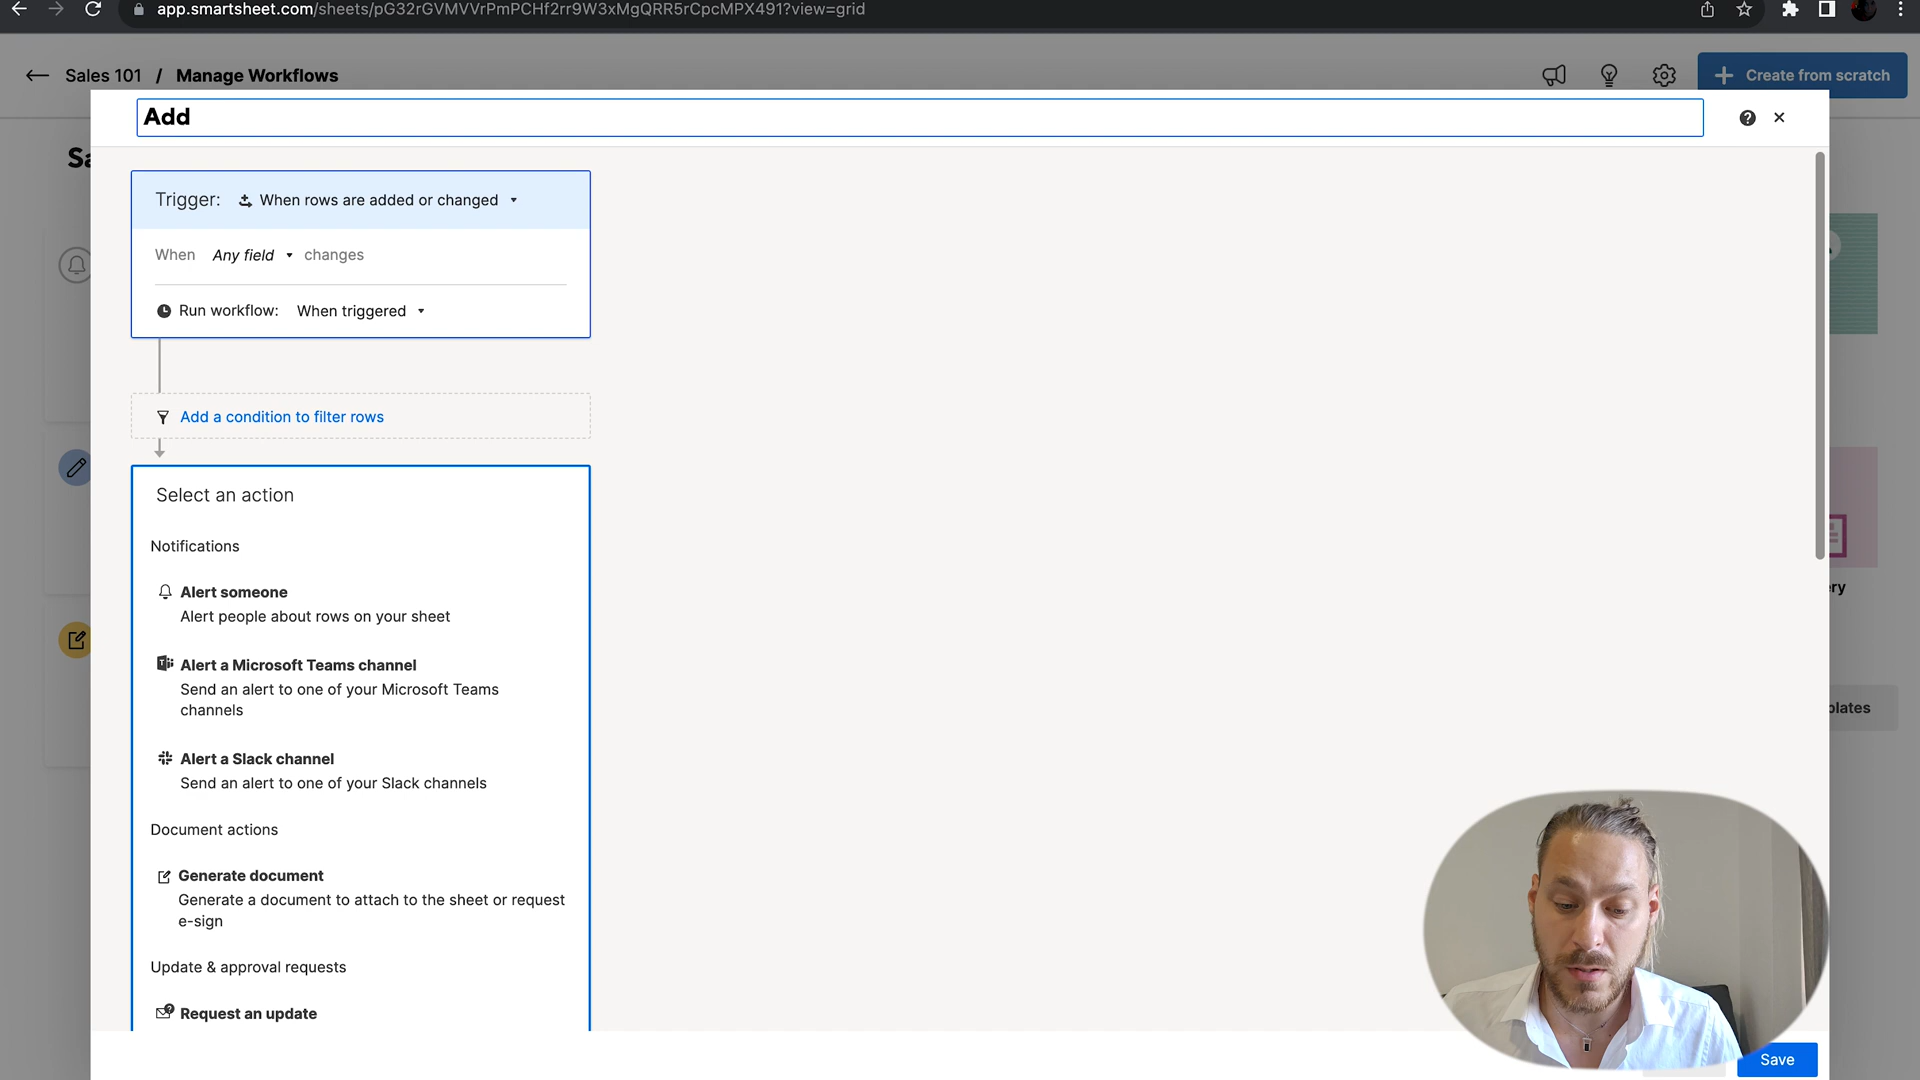 app.smartsheet.com/sheets/pG32rGVMVVrPmPCHf2rr9W3xMgQRR5rCpcMPX491?view=grid
Sales 101 / Manage Workflows
Create from scratch
Add
Sa
Trigger: When rows are added or changed
When Any field changes
Run workflow: When triggered
Add a condition to filter rows
Select an action
Notifications
Alert someone
Alert people about rows on your sheet
Alert a Microsoft Teams channel
Send an alert to one of your Microsoft Teams
channels
Alert a Slack channel
Send an alert to one of your Slack channels
Document actions
Generate document
Generate a document to attach to the sheet or request
e-sign
Update & approval requests
Request an update
ry
plates
Save